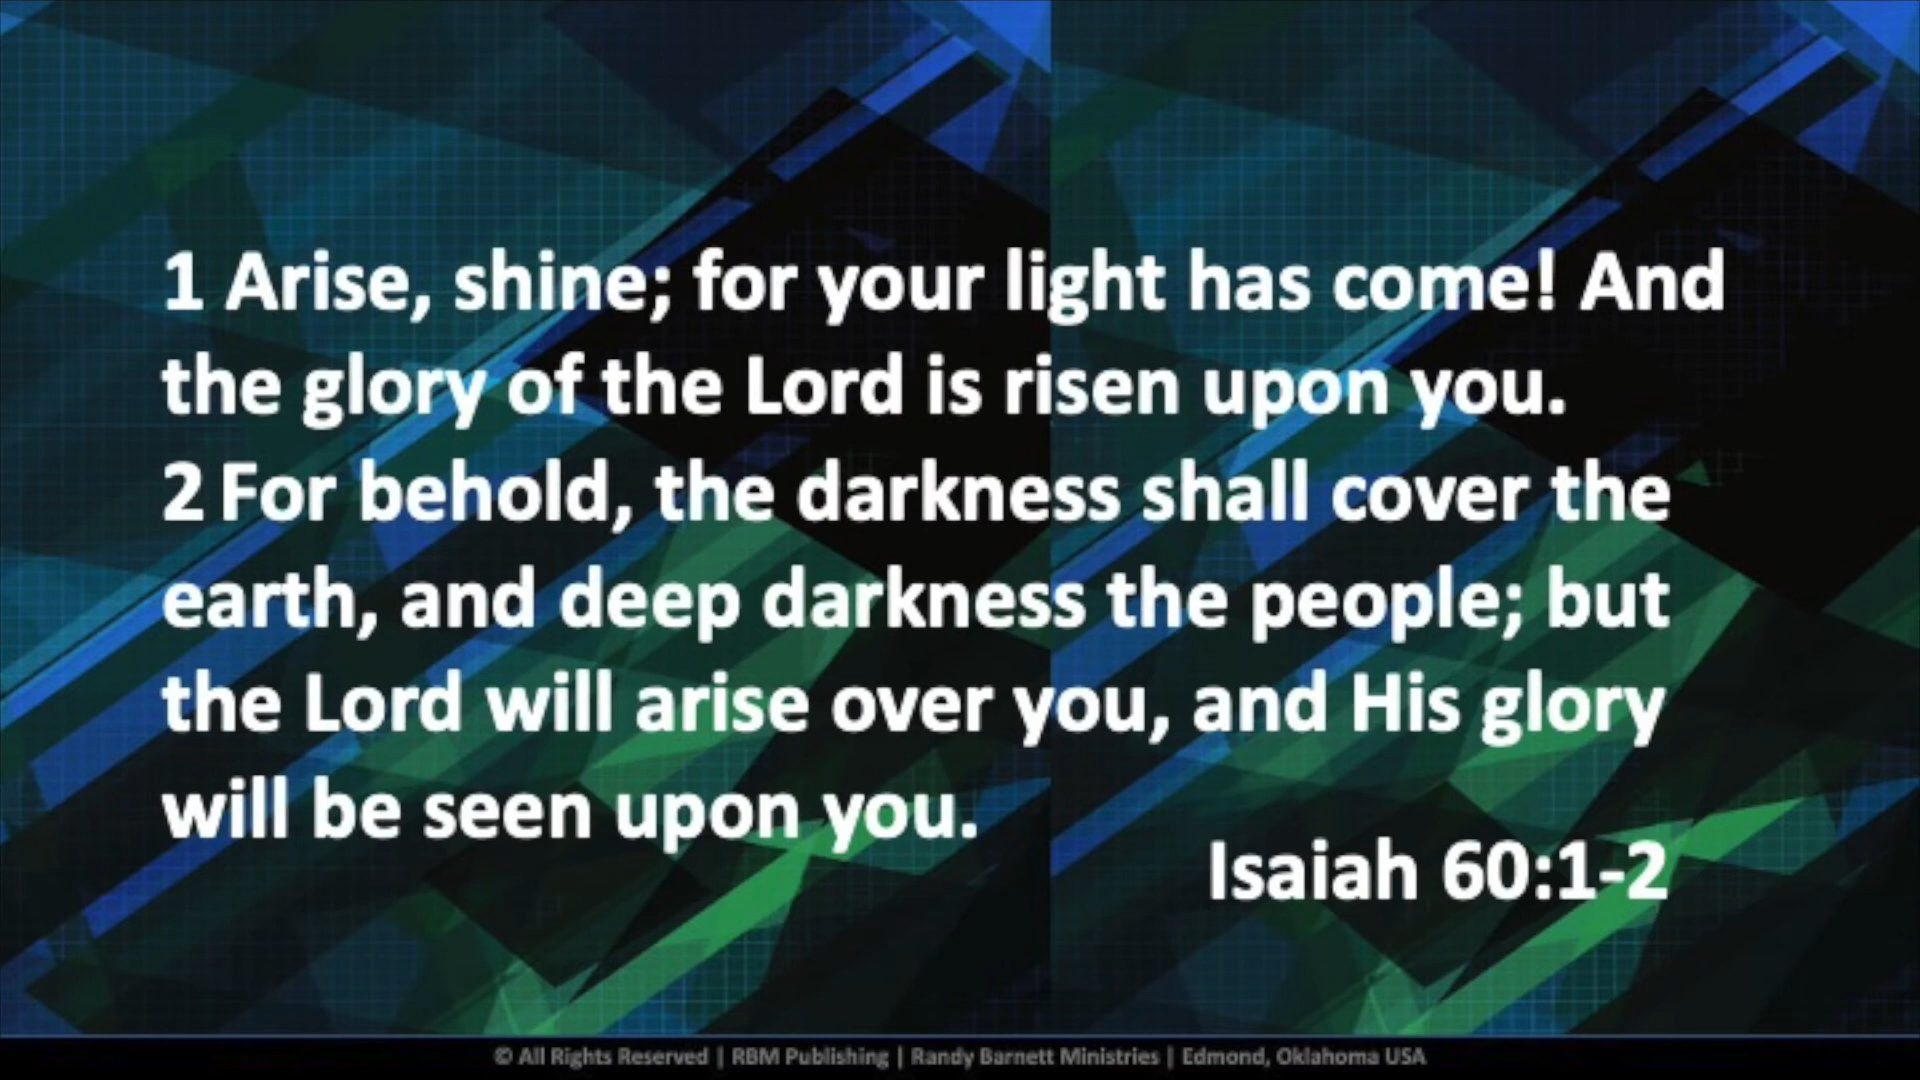 1 Arise, shine; for your light has come! And
the glory of the Lord is risen upon you.
2 For behold, the darkness shall cover the
earth, and deep darkness the people; but
the Lord will arise over you, and His glory
will be seen upon you.
Isaiah 60:1-2
© All Rights Reserved | RBM Publishing | Randy Barnett Ministries | Edmond, Oklahoma USA